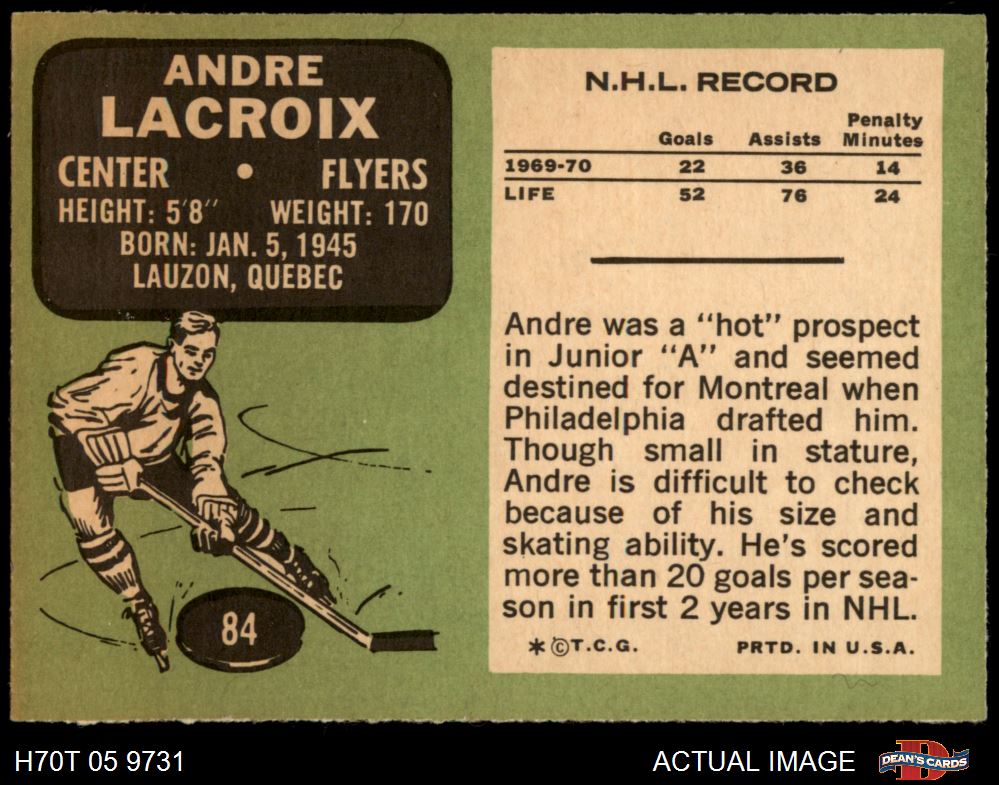 ANDRE
LACROIX
CENTER • FLYERS
HEIGHT: 5'8" WEIGHT: 170
BORN: JAN. 5, 1945
LAUZON, QUEBEC
84
N.H.L. RECORD
Goals Assists Penalty Minutes
1969-70 22 36 14
LIFE 52 76 24
Andre was a "hot" prospect
in Junior "A" and seemed
destined for Montreal when
Philadelphia drafted him.
Though small in stature,
Andre is difficult to check
because of his size and
skating ability. He's scored
more than 20 goals per sea-
son in first 2 years in NHL.
*©T.C.G. PRTD. IN U.S.A.
H70T 05 9731 ACTUAL IMAGE
D
DEAN'S CARDS